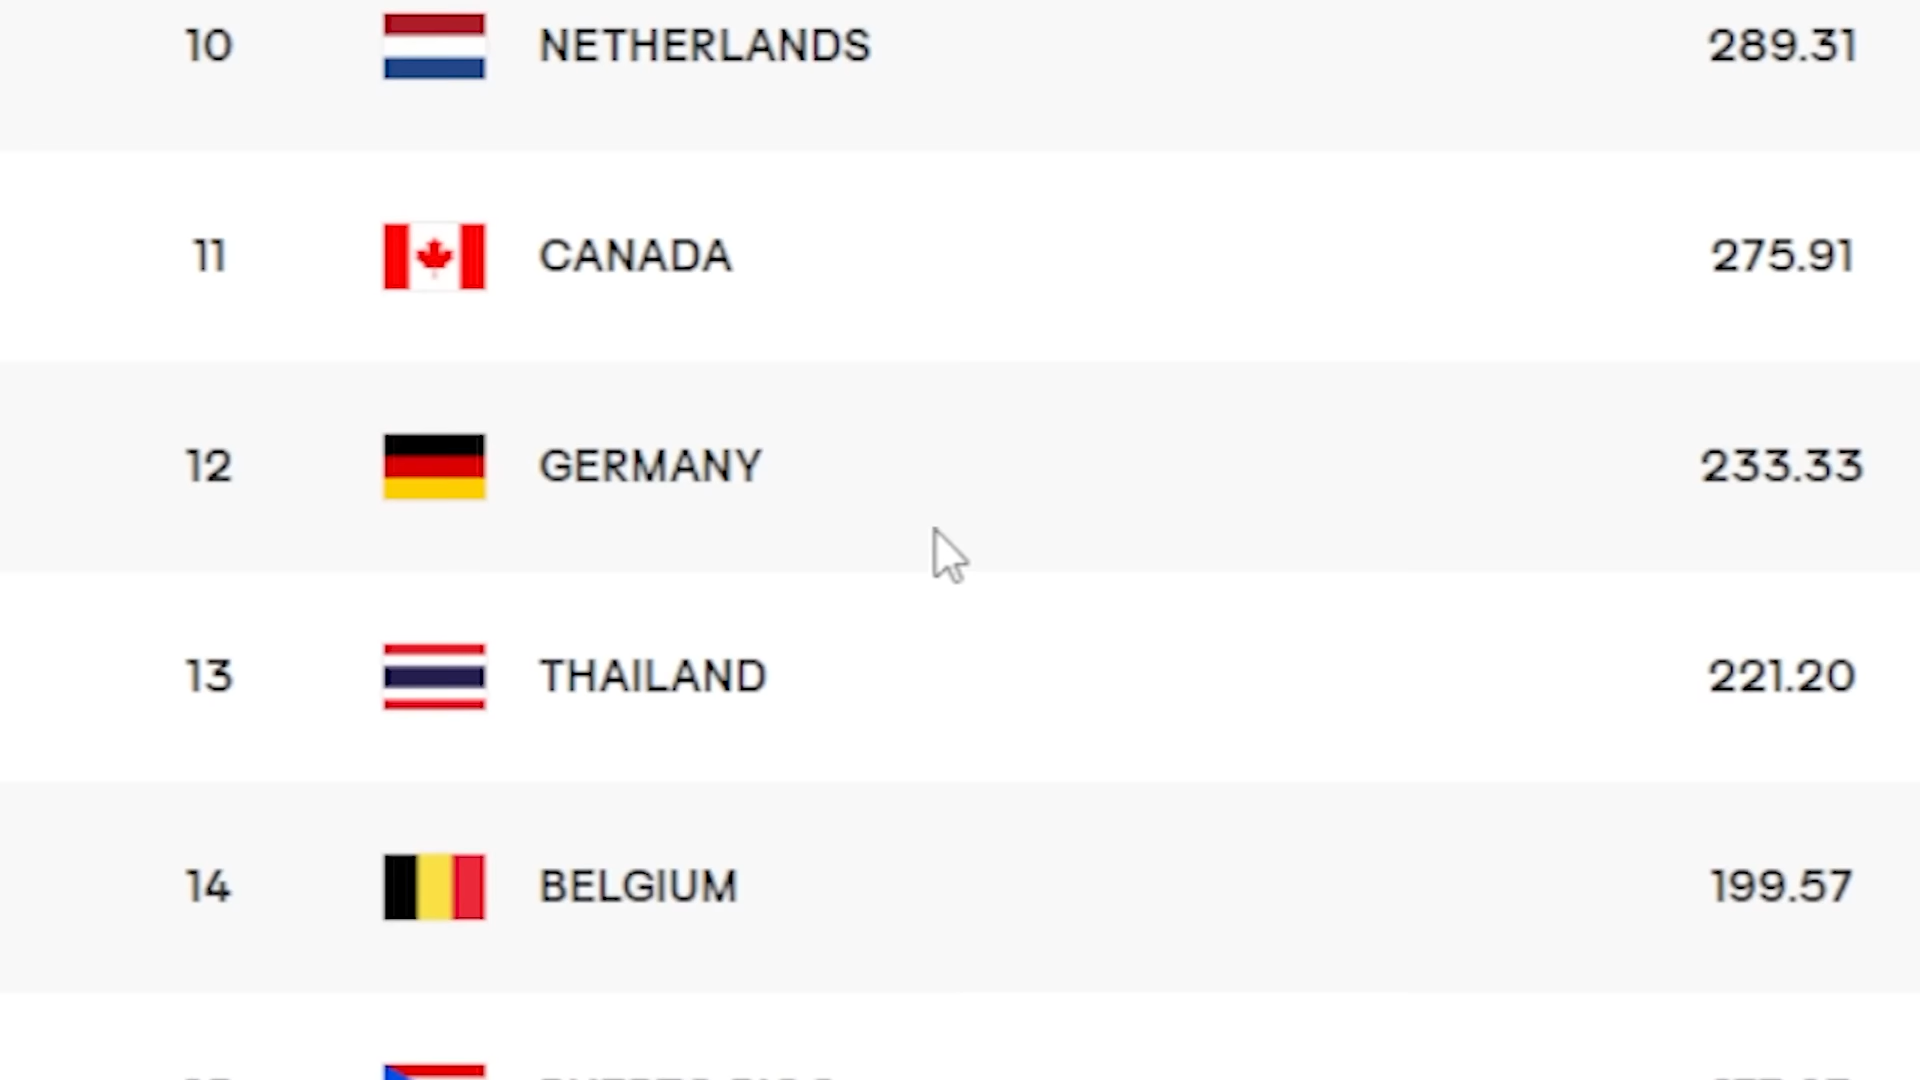 10 NETHERLANDS 289.31
11 CANADA 275.91
12 GERMANY 233.33
13 THAILAND 221.20
14 BELGIUM 199.57